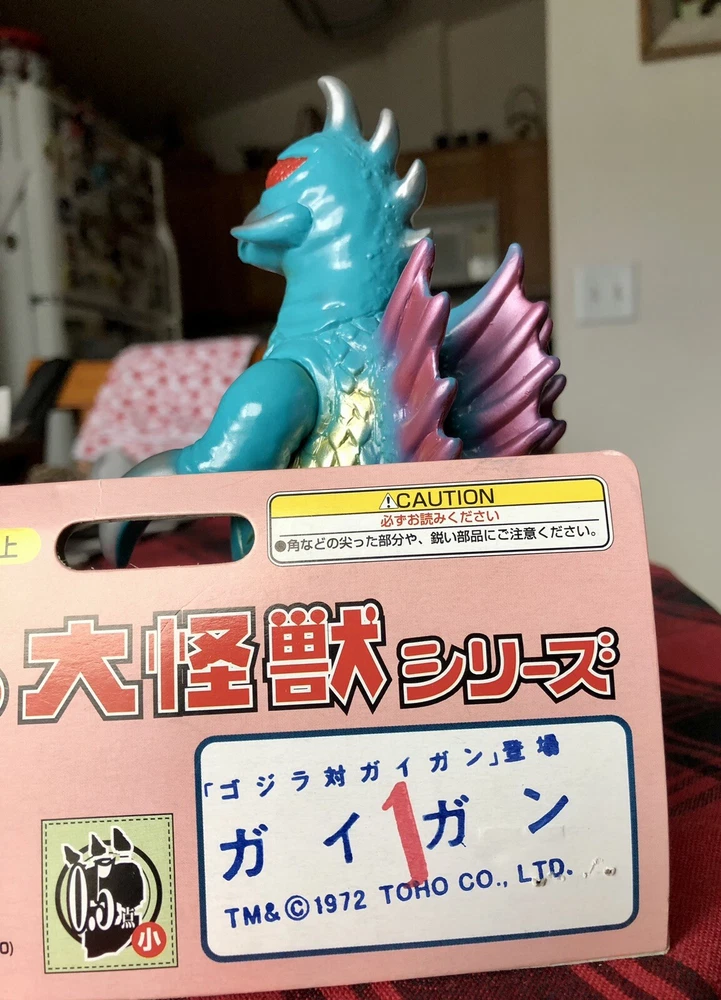 上
⚠CAUTION
必ずお読みください
●角などの尖った部分や、鋭い部品にご注意ください。
大怪獣シリーズ
「ゴジラ対ガイガン」登場
ガイガン
1
TM&©1972 TOHO CO., LTD.
0.5点
小
0)